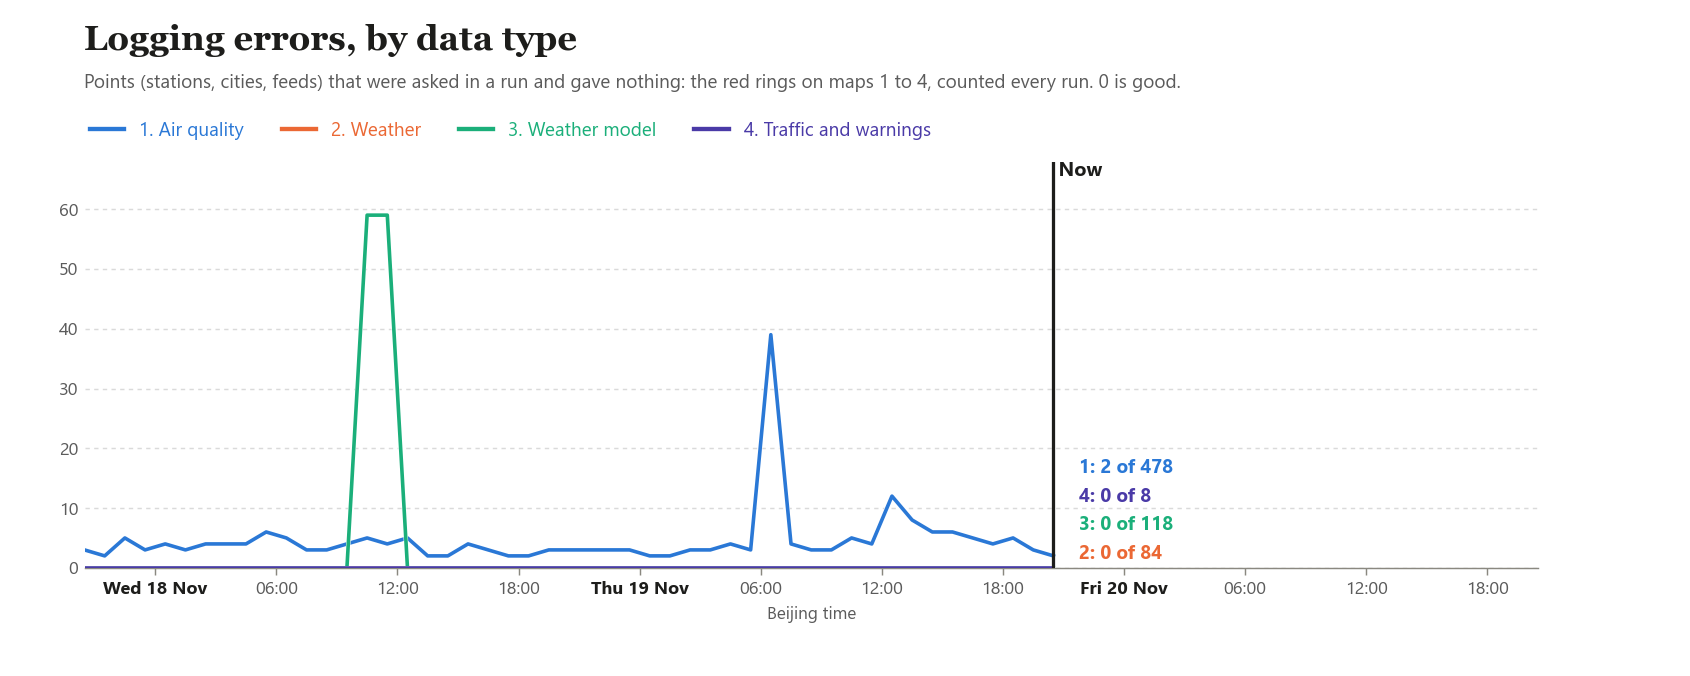 Logging errors, by data type
Points (stations, cities, feeds) that were asked in a run and gave nothing: the red rings on maps 1 to 4, counted every run. 0 is good.
1. Air quality 2. Weather 3. Weather model 4. Traffic and warnings
Now
60
50
40
30
20
10
0
1: 2 of 478
4: 0 of 8
3: 0 of 118
2: 0 of 84
Wed 18 Nov 06:00 12:00 18:00 Thu 19 Nov 06:00 12:00 18:00 Fri 20 Nov 06:00 12:00 18:00
Beijing time